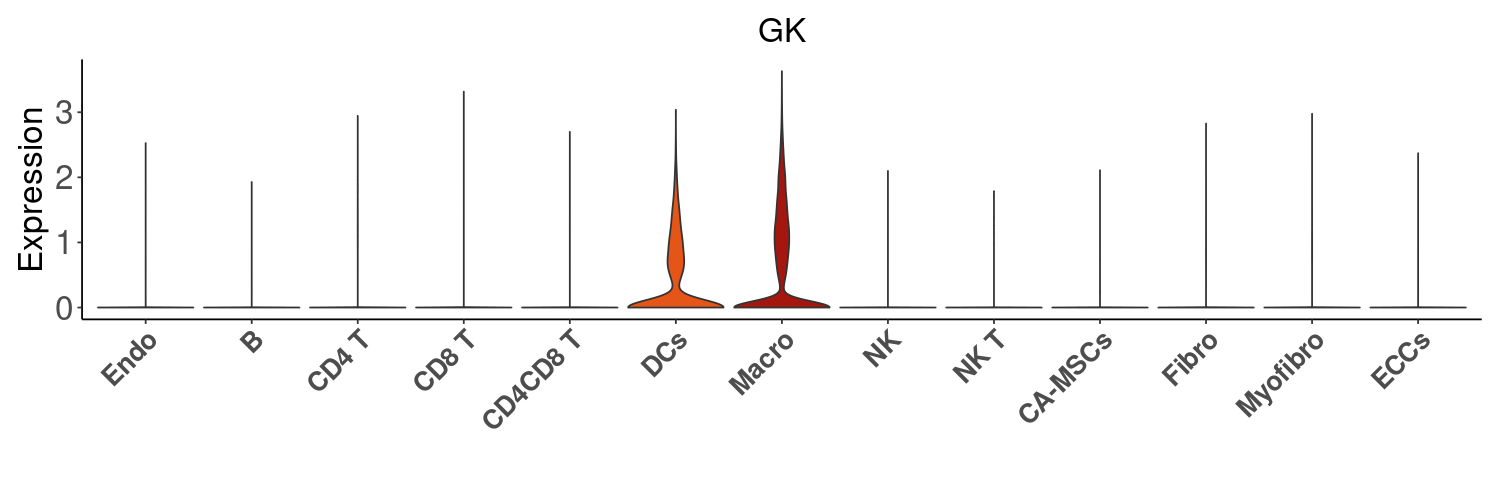 GK
Expression
3
2
1
0
Endo
B
CD4 T
CD8 T
CD4CD8 T
DCs
Macro
NK
NK T
CA-MSCs
Fibro
Myofibro
ECCs